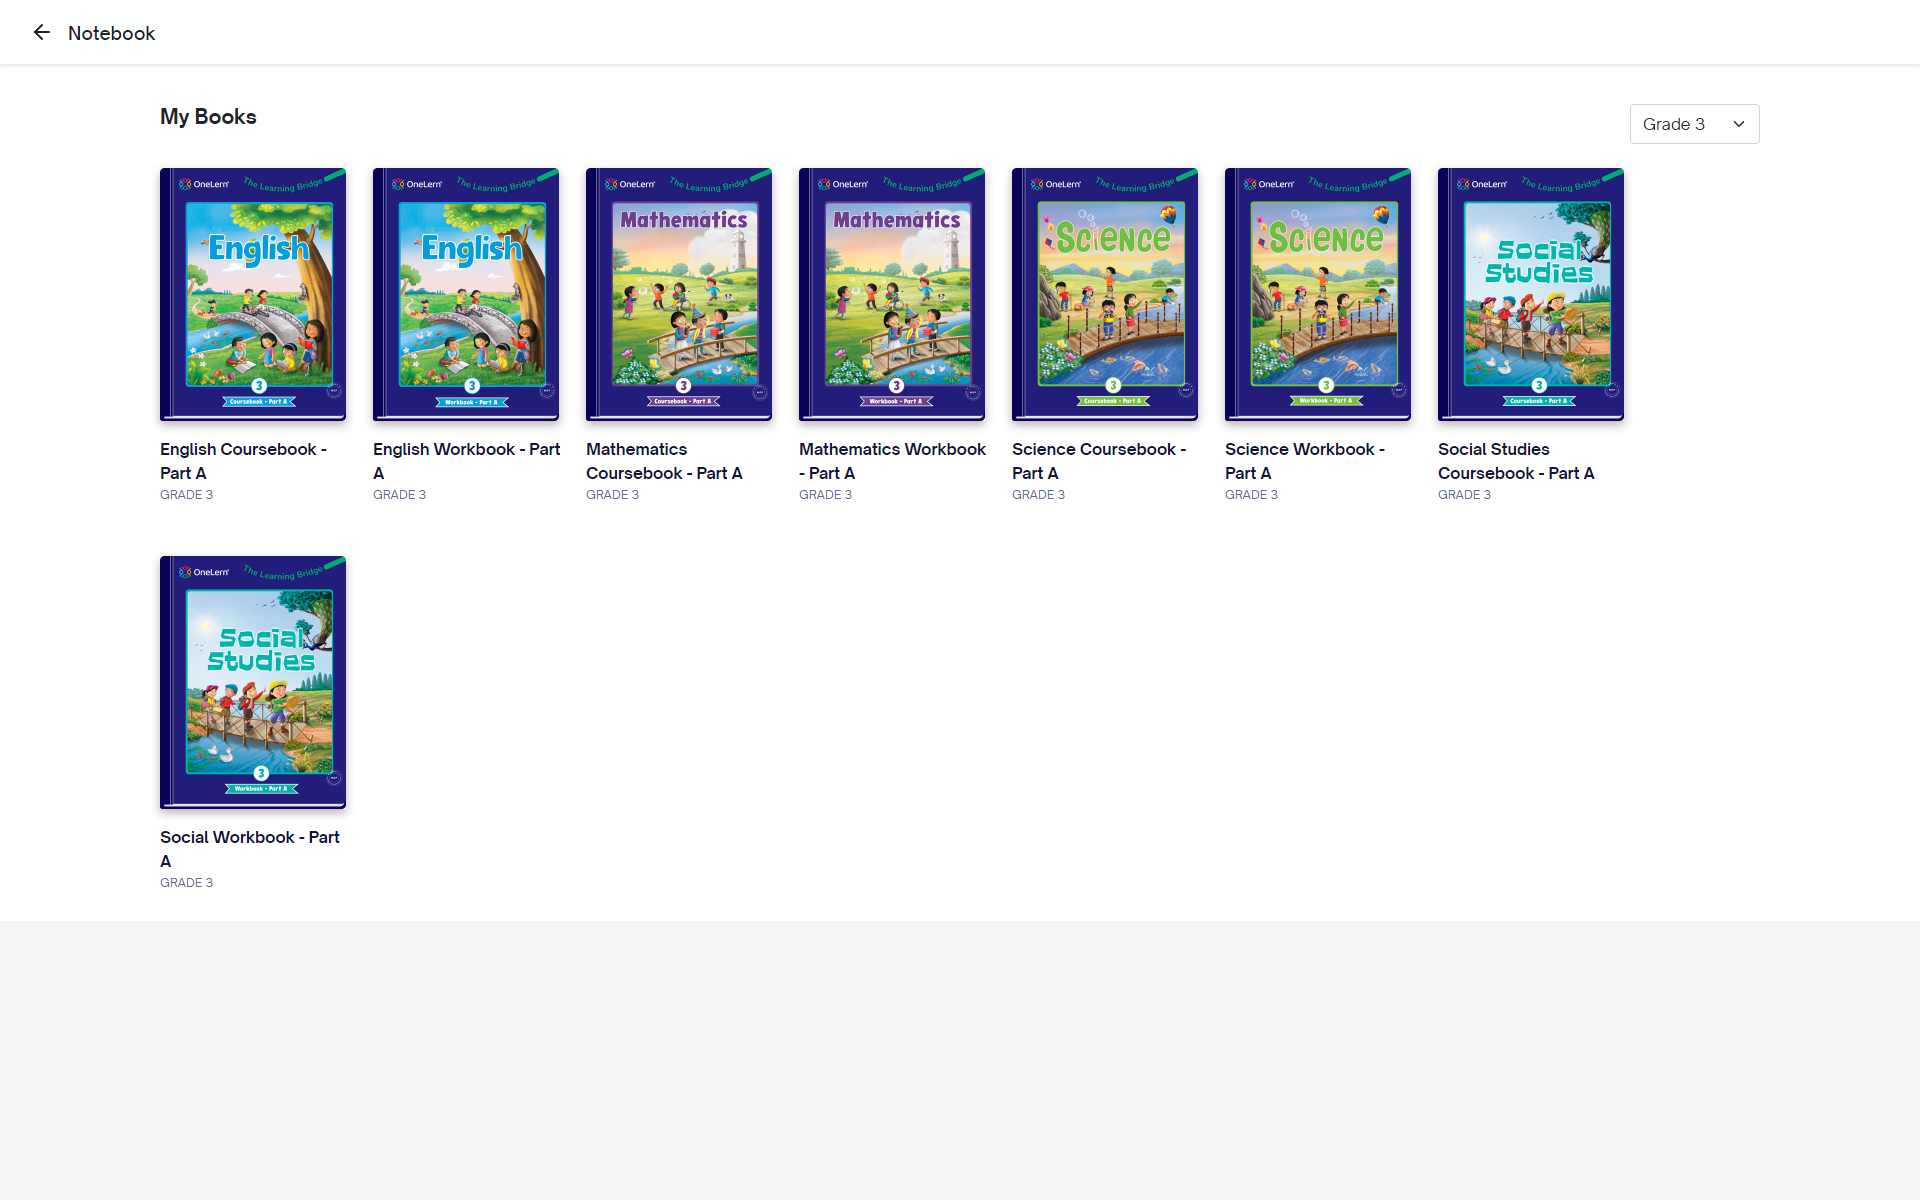 Notebook
My Books
Grade 3
OneLern
The Learning Bridge
English
3
Coursebook - Part A
English Coursebook -
Part A
GRADE 3
OneLern
The Learning Bridge
English
3
Workbook - Part A
English Workbook - Part
A
GRADE 3
OneLern
The Learning Bridge
Mathematics
3
Coursebook - Part A
Mathematics
Coursebook - Part A
GRADE 3
OneLern
The Learning Bridge
Mathematics
3
Workbook - Part A
Mathematics Workbook
- Part A
GRADE 3
OneLern
The Learning Bridge
Science
3
Coursebook - Part A
Science Coursebook -
Part A
GRADE 3
OneLern
The Learning Bridge
Science
3
Workbook - Part A
Science Workbook -
Part A
GRADE 3
OneLern
The Learning Bridge
Social
Studies
3
Coursebook - Part A
Social Studies
Coursebook - Part A
GRADE 3
OneLern
The Learning Bridge
Social
Studies
3
Workbook - Part A
Social Workbook - Part
A
GRADE 3